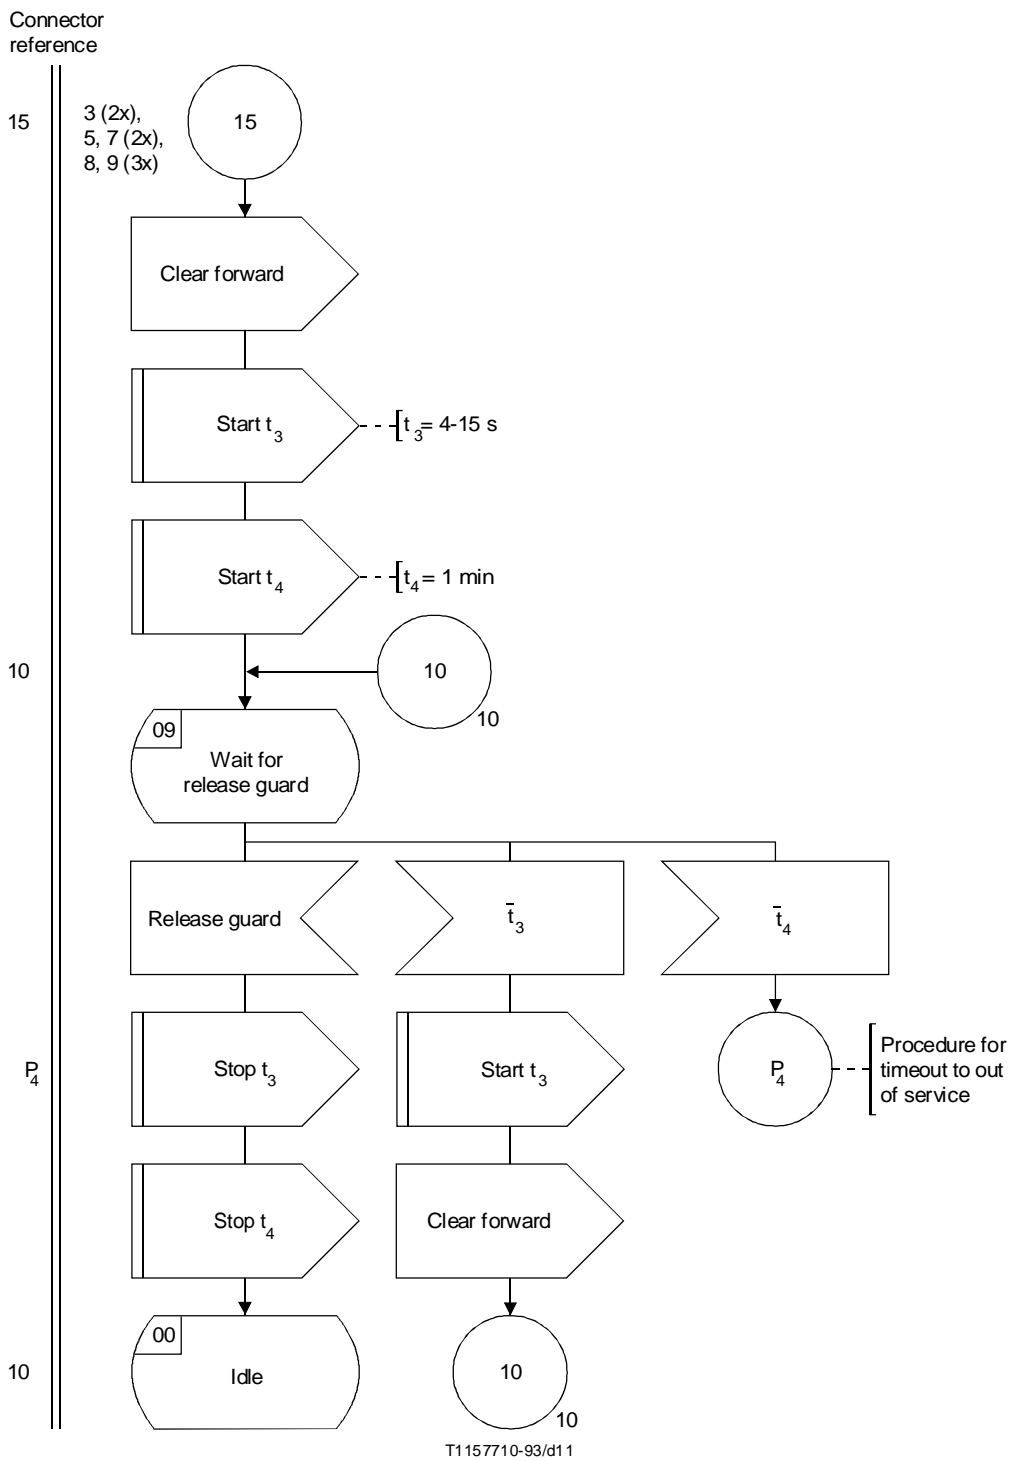 Connector
reference
15
3 (2x),
5, 7 (2x),
8, 9 (3x)
15
Clear forward
Start t3
t3= 4-15 s
Start t4
t4= 1 min
10
10
10
09
Wait for
release guard
Release guard
t̄3
t̄4
P4
Stop t3
Start t3
P4
Procedure for
timeout to out
of service
Stop t4
Clear forward
10
00
Idle
10
10
T1157710-93/d11